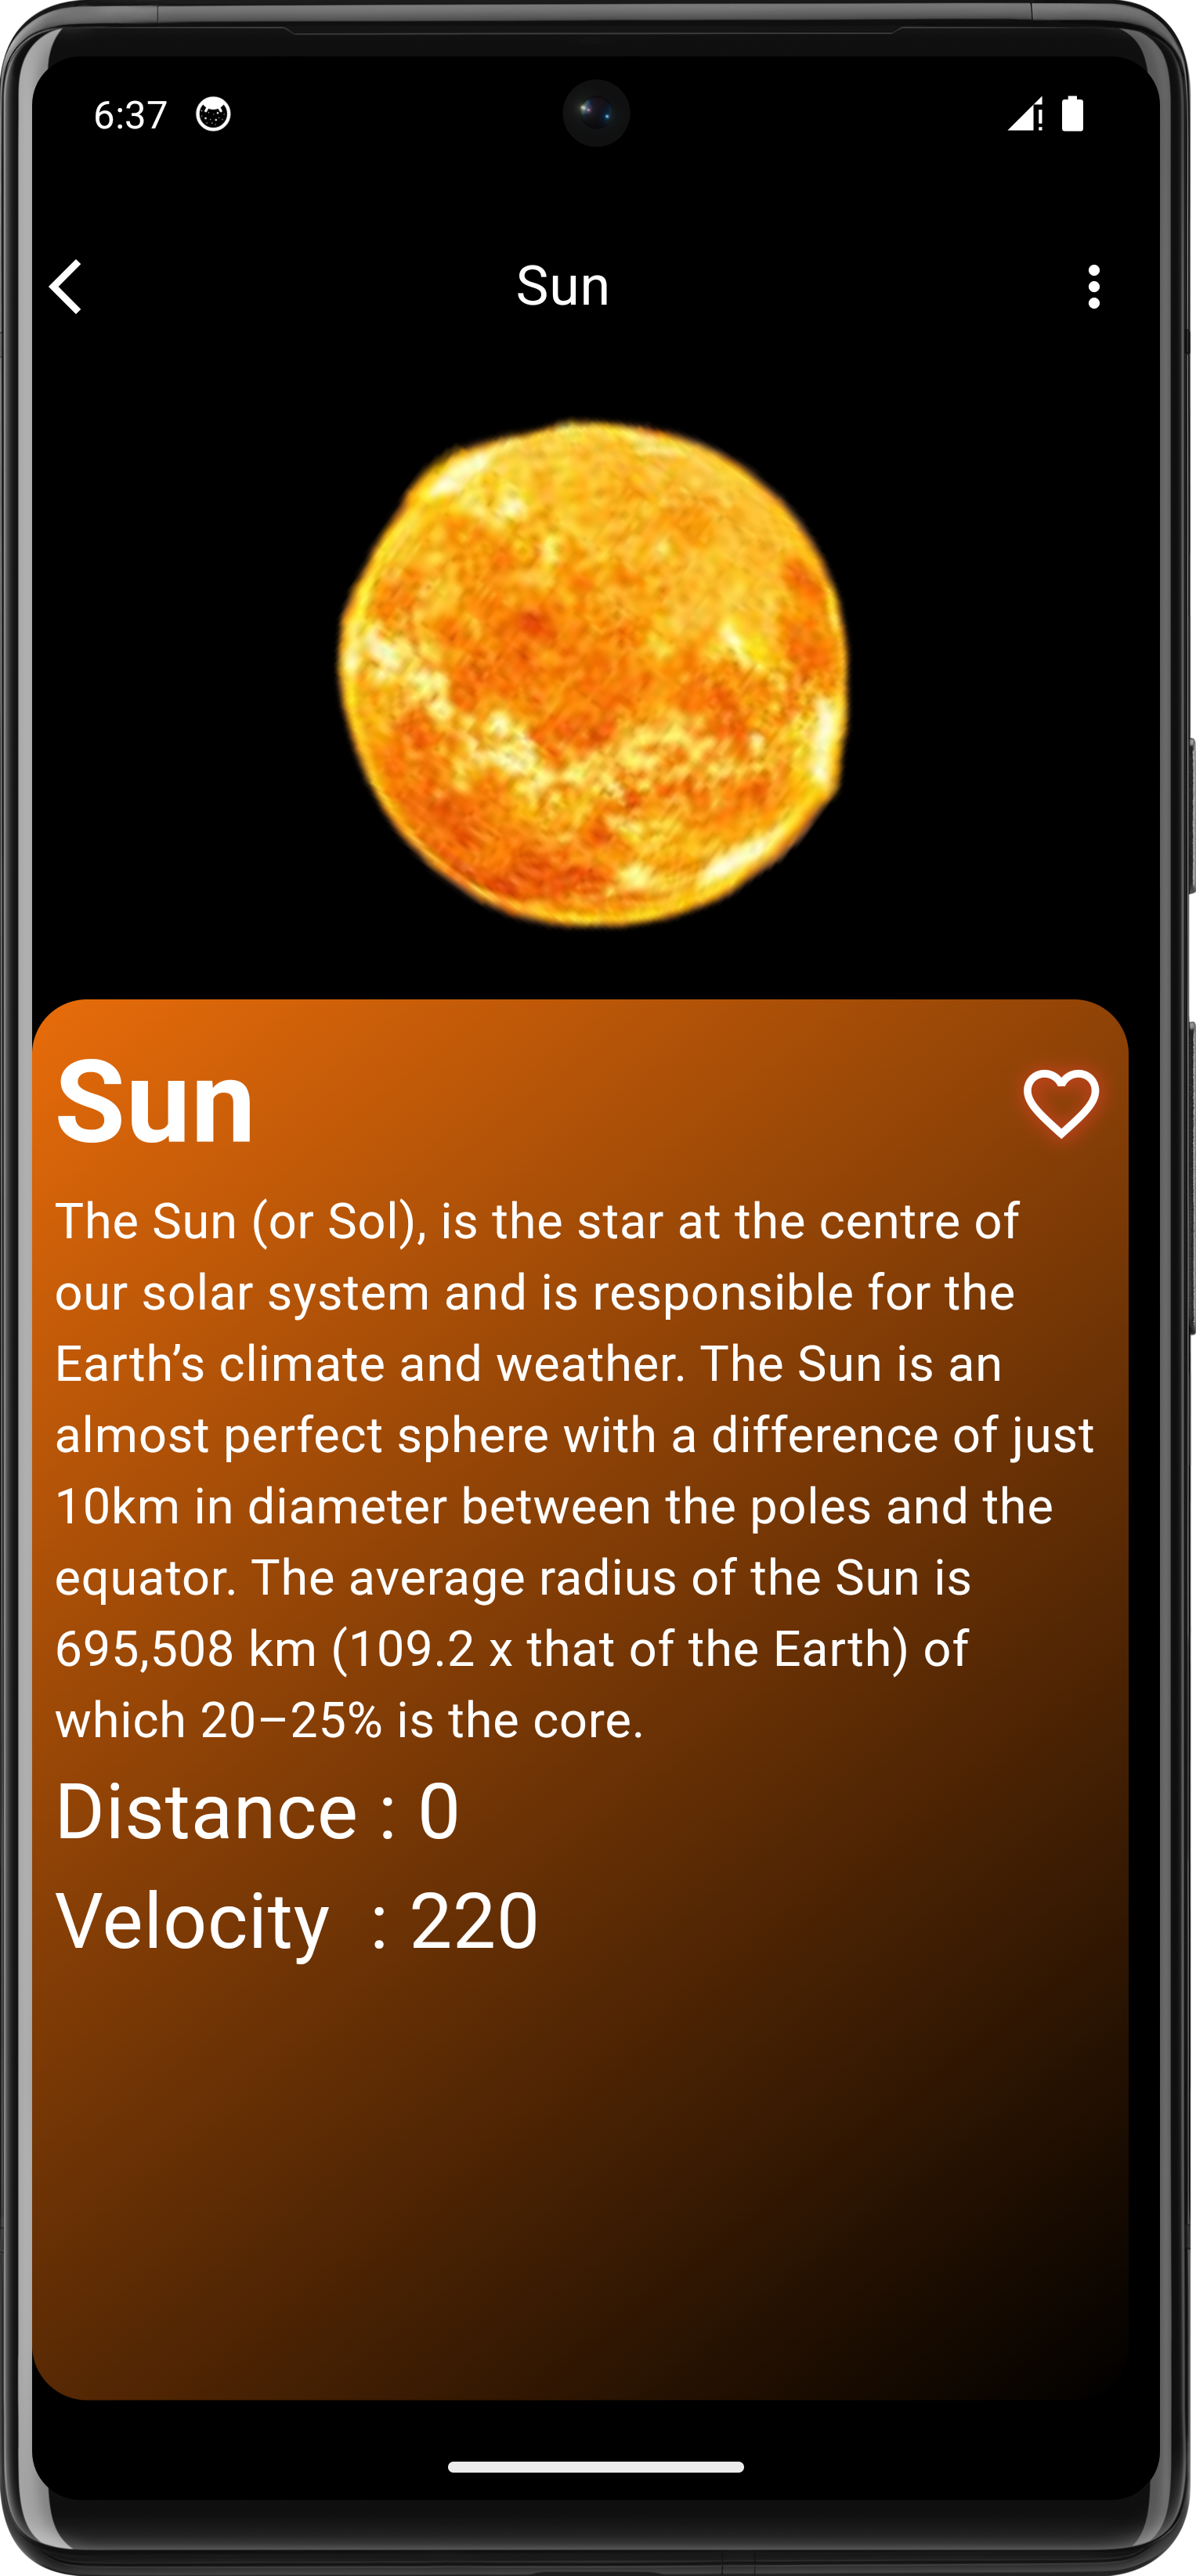 6:37
Sun
Sun
The Sun (or Sol), is the star at the centre of
our solar system and is responsible for the
Earth’s climate and weather. The Sun is an
almost perfect sphere with a difference of just
10km in diameter between the poles and the
equator. The average radius of the Sun is
695,508 km (109.2 x that of the Earth) of
which 20–25% is the core.
Distance : 0
Velocity  : 220